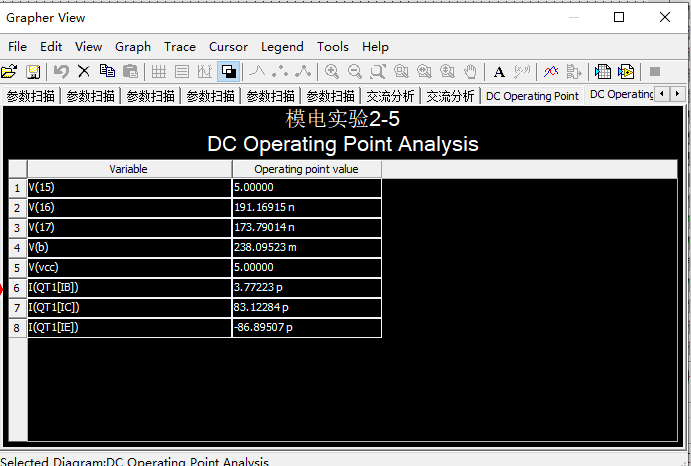 Grapher View
File Edit View Graph Trace Cursor Legend Tools Help
参数扫描 参数扫描 参数扫描 参数扫描 参数扫描 参数扫描 交流分析 交流分析 DC Operating Point DC Operating
模电实验2-5
DC Operating Point Analysis
Variable Operating point value
1 V(15) 5.00000
2 V(16) 191.16915 n
3 V(17) 173.79014 n
4 V(b) 238.09523 m
5 V(vcc) 5.00000
6 I(QT1[IB]) 3.77223 p
7 I(QT1[IC]) 83.12284 p
8 I(QT1[IE]) -86.89507 p
Selected Diagram:DC Operating Point Analysis